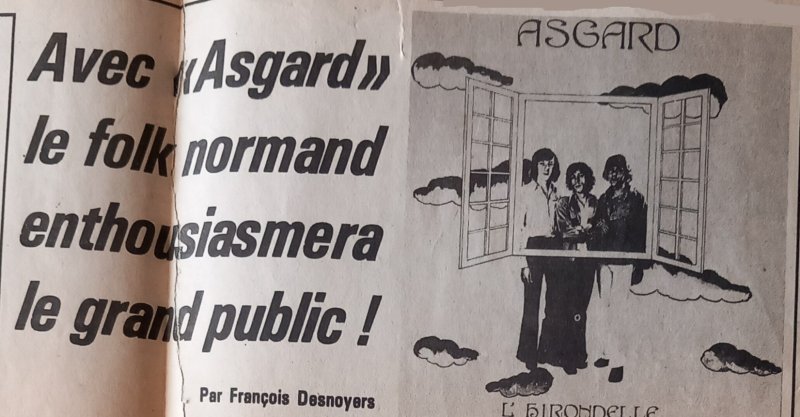 Avec «Asgard»
le folk normand
enthousiasmera
le grand public !
Par François Desnoyers
ASGARD
L'HIRONDELLE